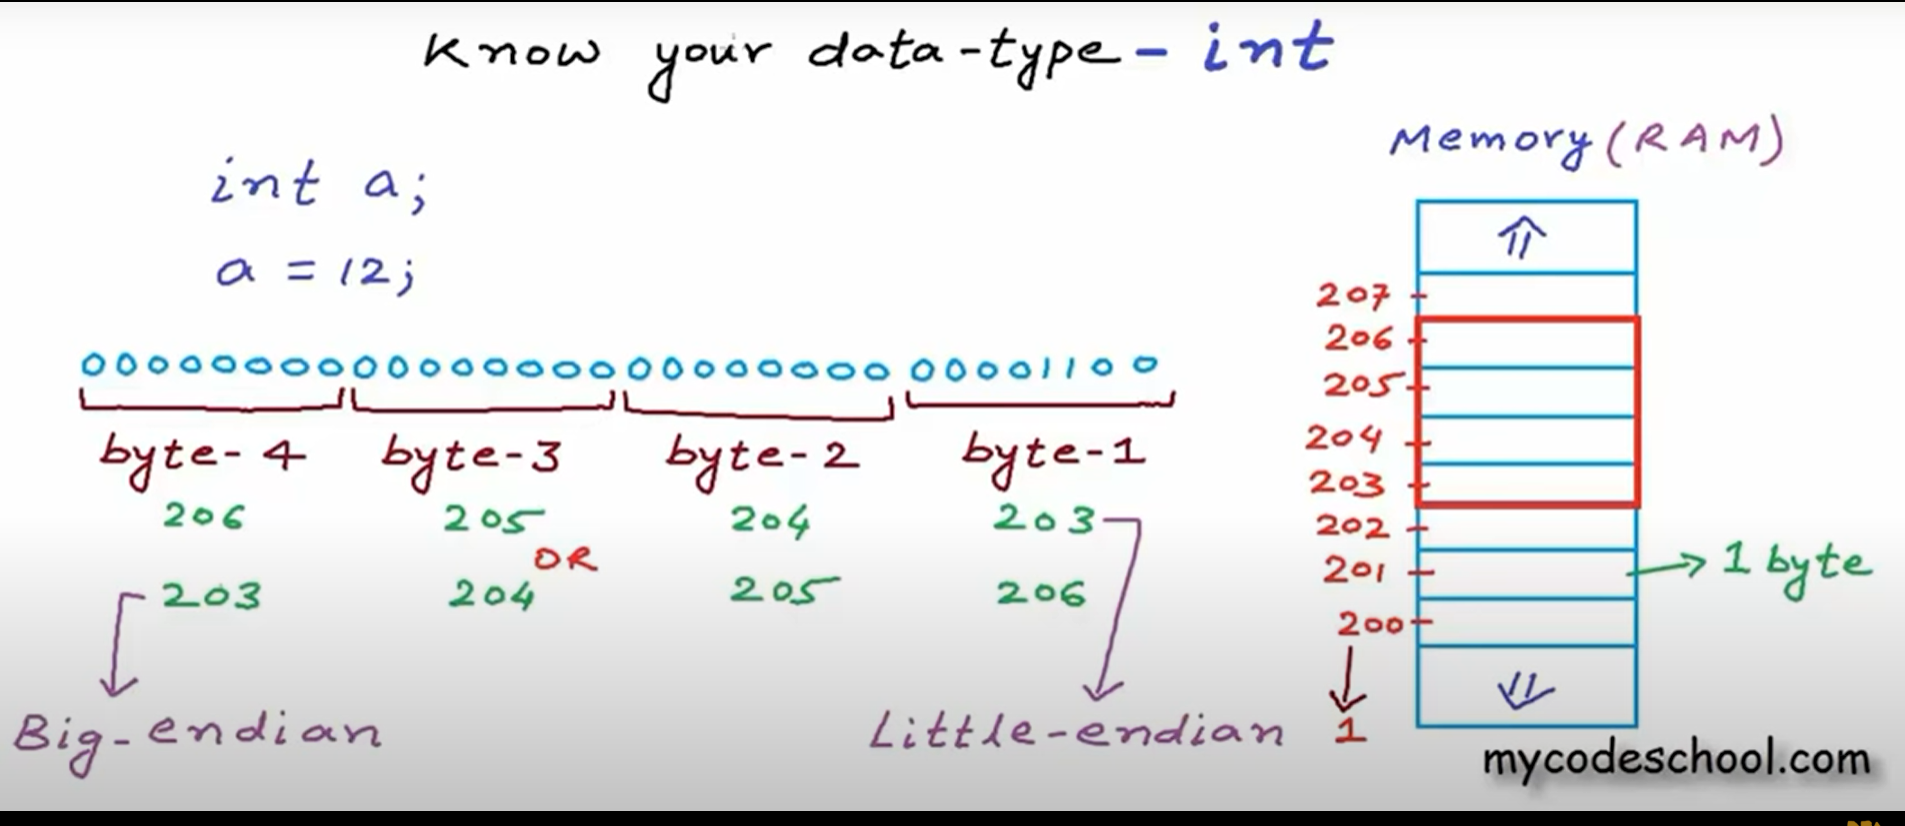 Know your data-type - int
Memory (RAM)
int a;
a = 12;
207
206
205
204
203
202
201
200
1
1 byte
00000000 00000000 00000000 00001100
byte-4 byte-3 byte-2 byte-1
206 205 204 203
OR
203 204 205 206
Big-endian Little-endian
mycodeschool.com